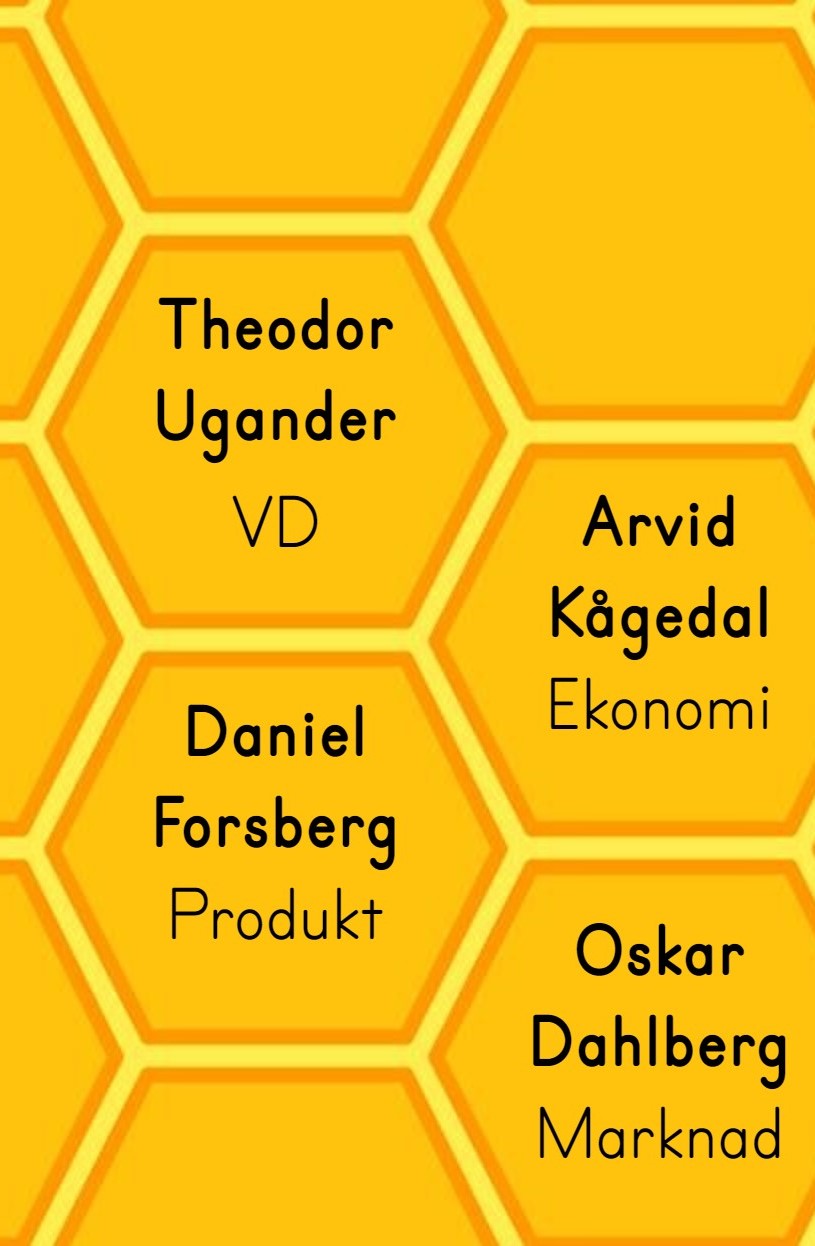 Theodor
Ugander
VD
Arvid
Kågedal
Ekonomi
Daniel
Forsberg
Produkt
Oskar
Dahlberg
Marknad